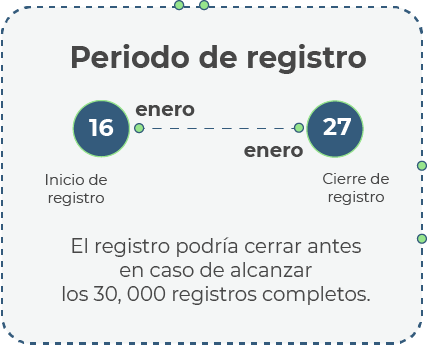 Periodo de registro
16 enero
27 enero
Inicio de
registro
Cierre de
registro
El registro podría cerrar antes
en caso de alcanzar
los 30, 000 registros completos.